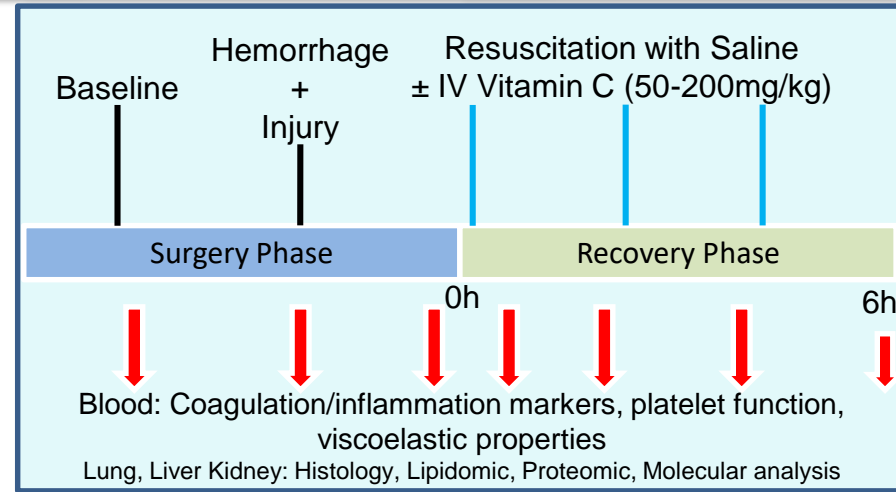 Hemorrhage
+
Injury
Baseline
Resuscitation with Saline
± IV Vitamin C (50-200mg/kg)
Surgery Phase
Recovery Phase
0h
6h
Blood: Coagulation/inflammation markers, platelet function,
viscoelastic properties
Lung, Liver Kidney: Histology, Lipidomic, Proteomic, Molecular analysis